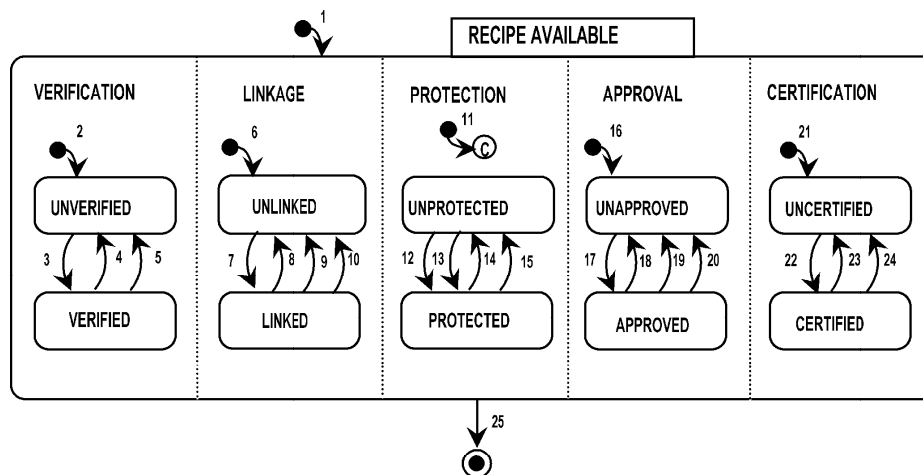 1
RECIPE AVAILABLE
VERIFICATION LINKAGE PROTECTION APPROVAL CERTIFICATION
2 6 11 16 21
C
UNVERIFIED UNLINKED UNPROTECTED UNAPPROVED UNCERTIFIED
3 4 5 7 8 9 10 12 13 14 15 17 18 19 20 22 23 24
VERIFIED LINKED PROTECTED APPROVED CERTIFIED
25